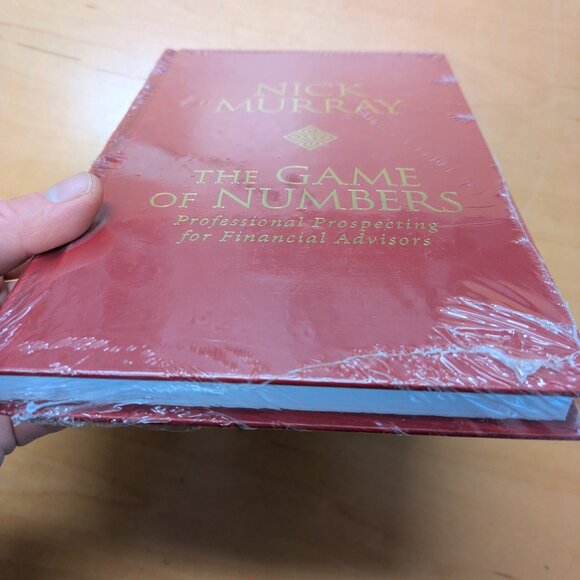 NICK
MURRAY
THE GAME
OF NUMBERS
Professional Prospecting
for Financial Advisors